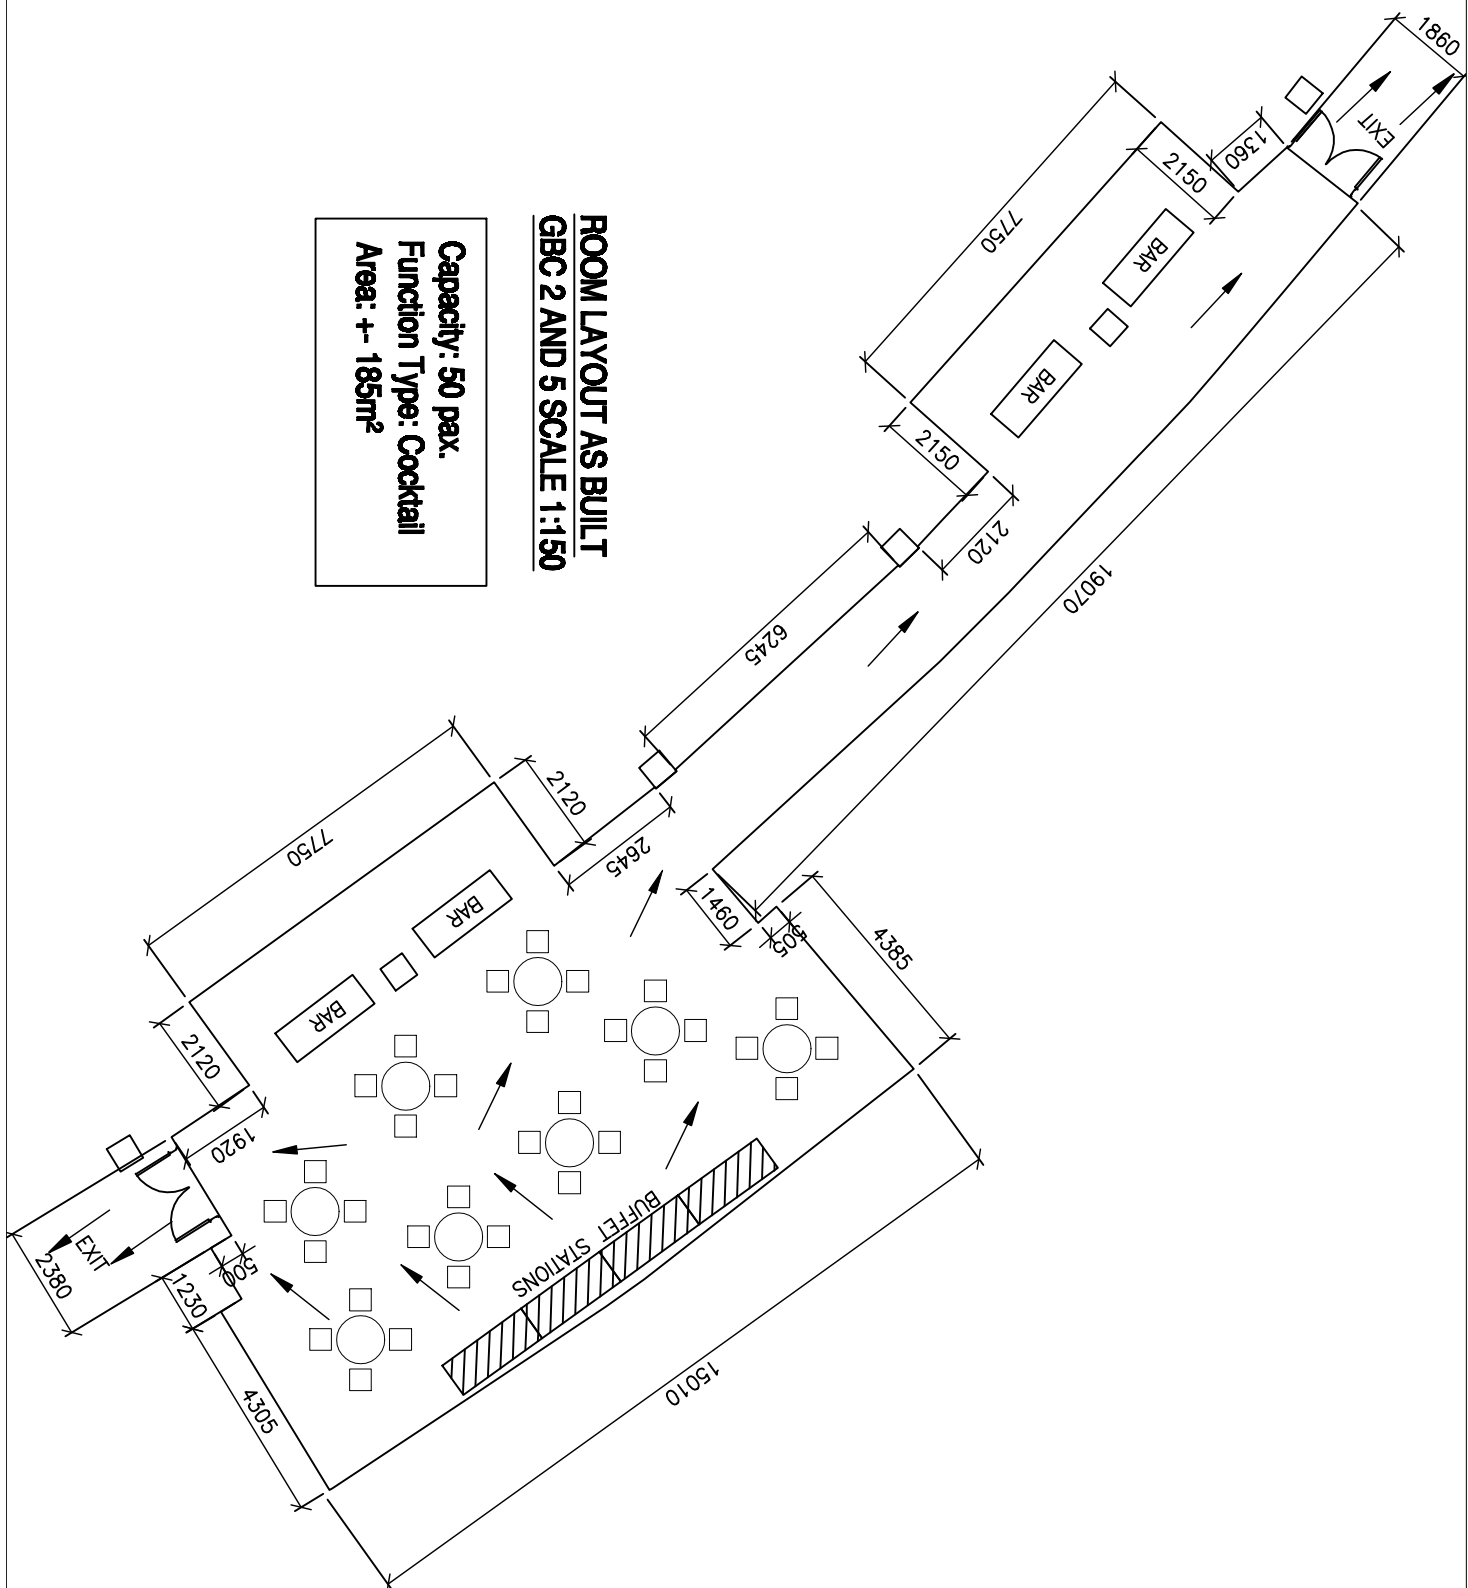 ROOM LAYOUT AS BUILT
GBC 2 AND 5 SCALE 1:150
Capacity: 50 pax.
Function Type: Cocktail
Area: +- 185m²
1860
EXIT
1360
2150
7750
BAR
BAR
2150
2120
19070
6245
2120
2645
7750
1460
505
4385
BAR
BAR
2120
1920
EXIT
2380
500
1230
4305
BUFFET STATIONS
15010